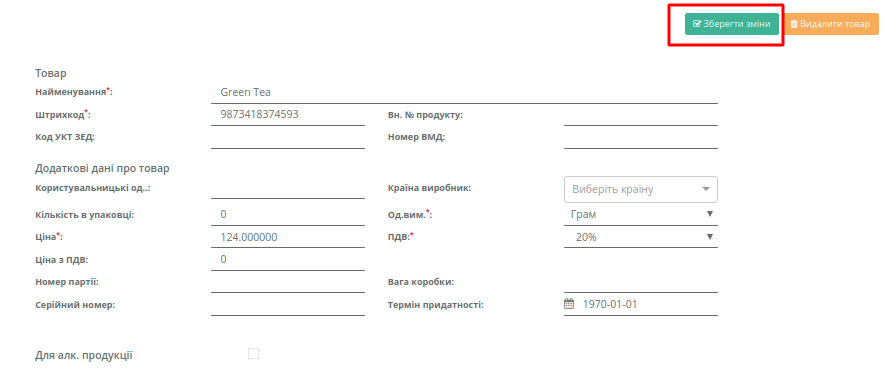 Зберегти зміни Видалити товар
Товар
Найменування*: Green Tea
Штрихкод*: 9873418374593 Вн. № продукту:
Код УКТ ЗЕД: Номер ВМД:
Додаткові дані про товар
Користувальницькі од..: Країна виробник: Виберіть країну
Кількість в упаковці: 0 Од.вим.*: Грам
Ціна*: 124.000000 ПДВ:* 20%
Ціна з ПДВ: 0
Номер партії: Вага коробки:
Серійний номер: Термін придатності: 1970-01-01
Для алк. продукції